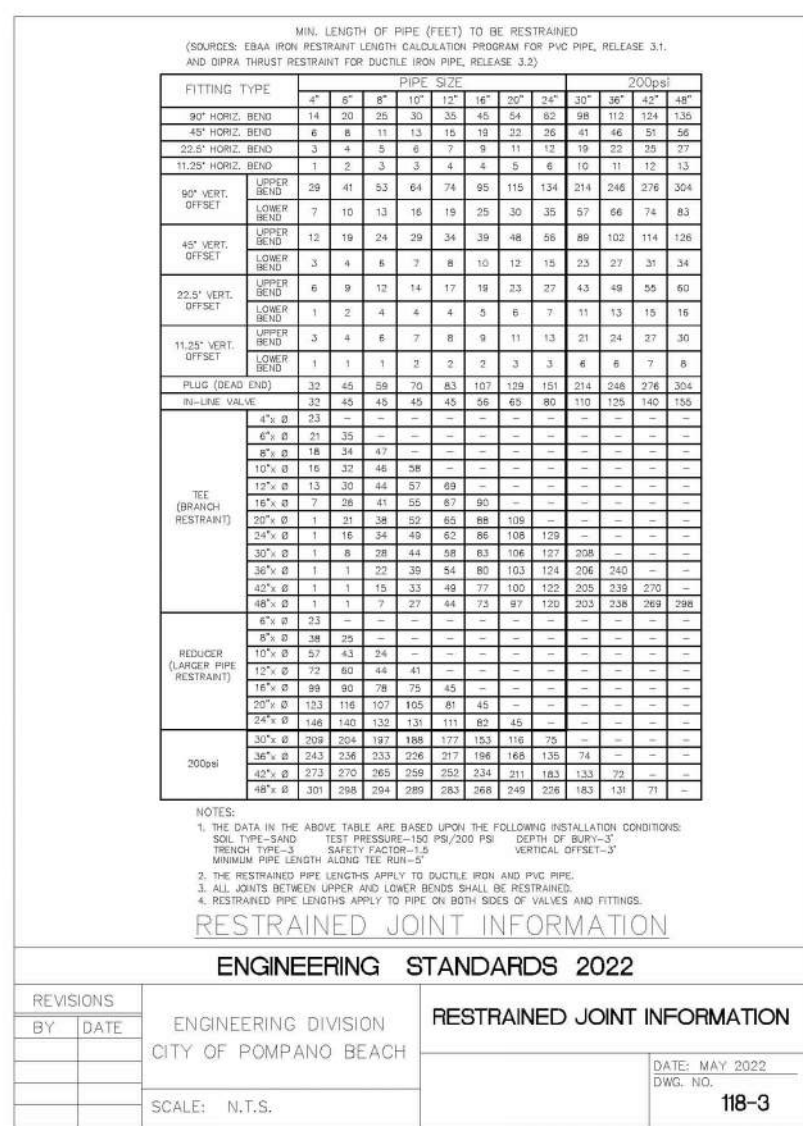 MIN. LENGTH OF PIPE (FEET) TO BE RESTRAINED
(SOURCES: EBAA IRON RESTRAINT LENGTH CALCULATION PROGRAM FOR PVC PIPE, RELEASE 3.1.
AND DIPRA THRUST RESTRAINT FOR DUCTILE IRON PIPE, RELEASE 3.2)
FITTING TYPE PIPE SIZE 200psi
4" 6" 8" 10" 12" 16" 20" 24" 30" 36" 42" 48"
90° HORIZ. BEND 14 20 25 30 35 45 54 62 98 112 124 135
45° HORIZ. BEND 6 8 11 13 15 19 22 26 41 46 51 56
22.5° HORIZ. BEND 3 4 5 6 7 9 11 12 19 22 25 27
11.25° HORIZ. BEND 1 2 3 3 4 4 5 6 10 11 12 13
90° VERT. OFFSET UPPER BEND 29 41 53 64 74 95 115 134 214 246 276 304
LOWER BEND 7 10 13 16 19 25 30 35 57 66 74 83
45° VERT. OFFSET UPPER BEND 12 19 24 29 34 39 48 56 89 102 114 126
LOWER BEND 3 4 6 7 8 10 12 15 23 27 31 34
22.5° VERT. OFFSET UPPER BEND 6 9 12 14 17 19 23 27 43 49 55 60
LOWER BEND 1 2 4 4 4 5 6 7 11 13 15 16
11.25° VERT. OFFSET UPPER BEND 3 4 6 7 8 9 11 13 21 24 27 30
LOWER BEND 1 1 1 2 2 2 3 3 6 6 7 8
PLUG (DEAD END) 32 45 59 70 83 107 129 151 214 246 276 304
IN-LINE VALVE 32 45 45 45 45 56 65 80 110 125 140 155
TEE (BRANCH RESTRAINT) 4"x Ø 23 – – – – – – – – – – –
6"x Ø 21 35 – – – – – – – – – –
8"x Ø 18 34 47 – – – – – – – – –
10"x Ø 16 32 46 58 – – – – – – – –
12"x Ø 13 30 44 57 69 – – – – – – –
16"x Ø 7 26 41 55 67 90 – – – – – –
20"x Ø 1 21 38 52 65 88 109 – – – – –
24"x Ø 1 16 34 49 62 86 108 129 – – – –
30"x Ø 1 8 28 44 58 83 106 127 208 – – –
36"x Ø 1 1 22 39 54 80 103 124 206 240 – –
42"x Ø 1 1 15 33 49 77 100 122 205 239 270 –
48"x Ø 1 1 7 27 44 73 97 120 203 238 269 298
REDUCER (LARGER PIPE RESTRAINT) 6"x Ø 23 – – – – – – – – – – –
8"x Ø 38 25 – – – – – – – – – –
10"x Ø 57 43 24 – – – – – – – – –
12"x Ø 72 60 44 41 – – – – – – – –
16"x Ø 99 90 78 75 45 – – – – – – –
20"x Ø 123 116 107 105 81 45 – – – – – –
24"x Ø 146 140 132 131 111 82 45 – – – – –
200psi 30"x Ø 209 204 197 188 177 153 116 75 – – – –
36"x Ø 243 236 233 226 217 196 168 135 74 – – –
42"x Ø 273 270 265 259 252 234 211 183 133 72 – –
48"x Ø 301 298 294 289 283 268 249 226 183 131 71 –
NOTES:
1. THE DATA IN THE ABOVE TABLE ARE BASED UPON THE FOLLOWING INSTALLATION CONDITIONS:
SOIL TYPE–SAND TEST PRESSURE–150 PSI/200 PSI DEPTH OF BURY–3'
TRENCH TYPE–3 SAFETY FACTOR–1.5 VERTICAL OFFSET–3'
MINIMUM PIPE LENGTH ALONG TEE RUN–5'
2. THE RESTRAINED PIPE LENGTHS APPLY TO DUCTILE IRON AND PVC PIPE.
3. ALL JOINTS BETWEEN UPPER AND LOWER BENDS SHALL BE RESTRAINED.
4. RESTRAINED PIPE LENGTHS APPLY TO PIPE ON BOTH SIDES OF VALVES AND FITTINGS.
RESTRAINED JOINT INFORMATION
ENGINEERING STANDARDS 2022
REVISIONS
BY DATE
ENGINEERING DIVISION
CITY OF POMPANO BEACH
SCALE: N.T.S.
RESTRAINED JOINT INFORMATION
DATE: MAY 2022
DWG. NO.
118-3